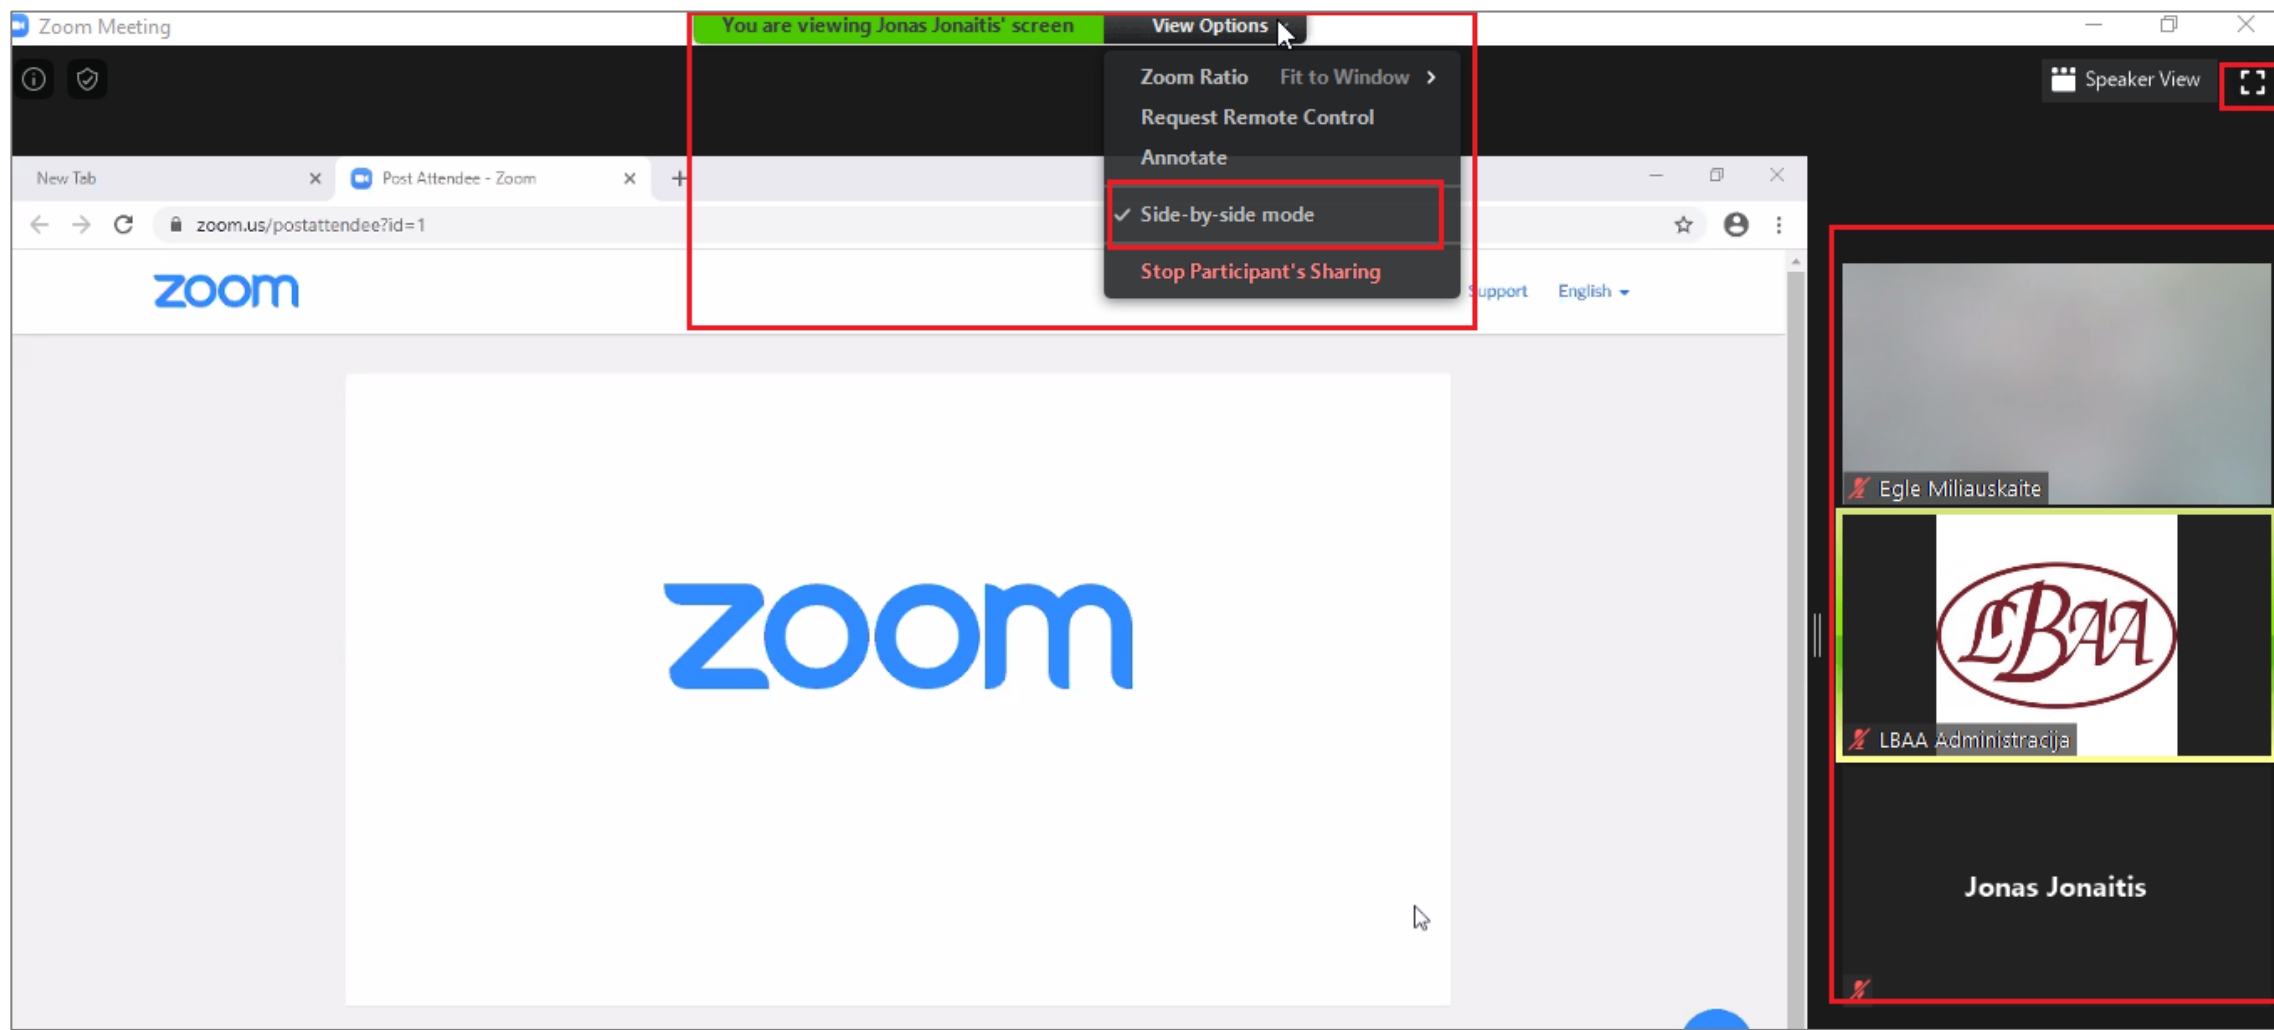 Zoom Meeting
You are viewing Jonas Jonaitis' screen
View Options
Speaker View
Zoom Ratio Fit to Window
Request Remote Control
Annotate
Side-by-side mode
Stop Participant's Sharing
New Tab
Post Attendee - Zoom
zoom.us/postattendee?id=1
zoom
Support
English
zoom
Egle Miliauskaite
LBAA
LBAA Administracija
Jonas Jonaitis